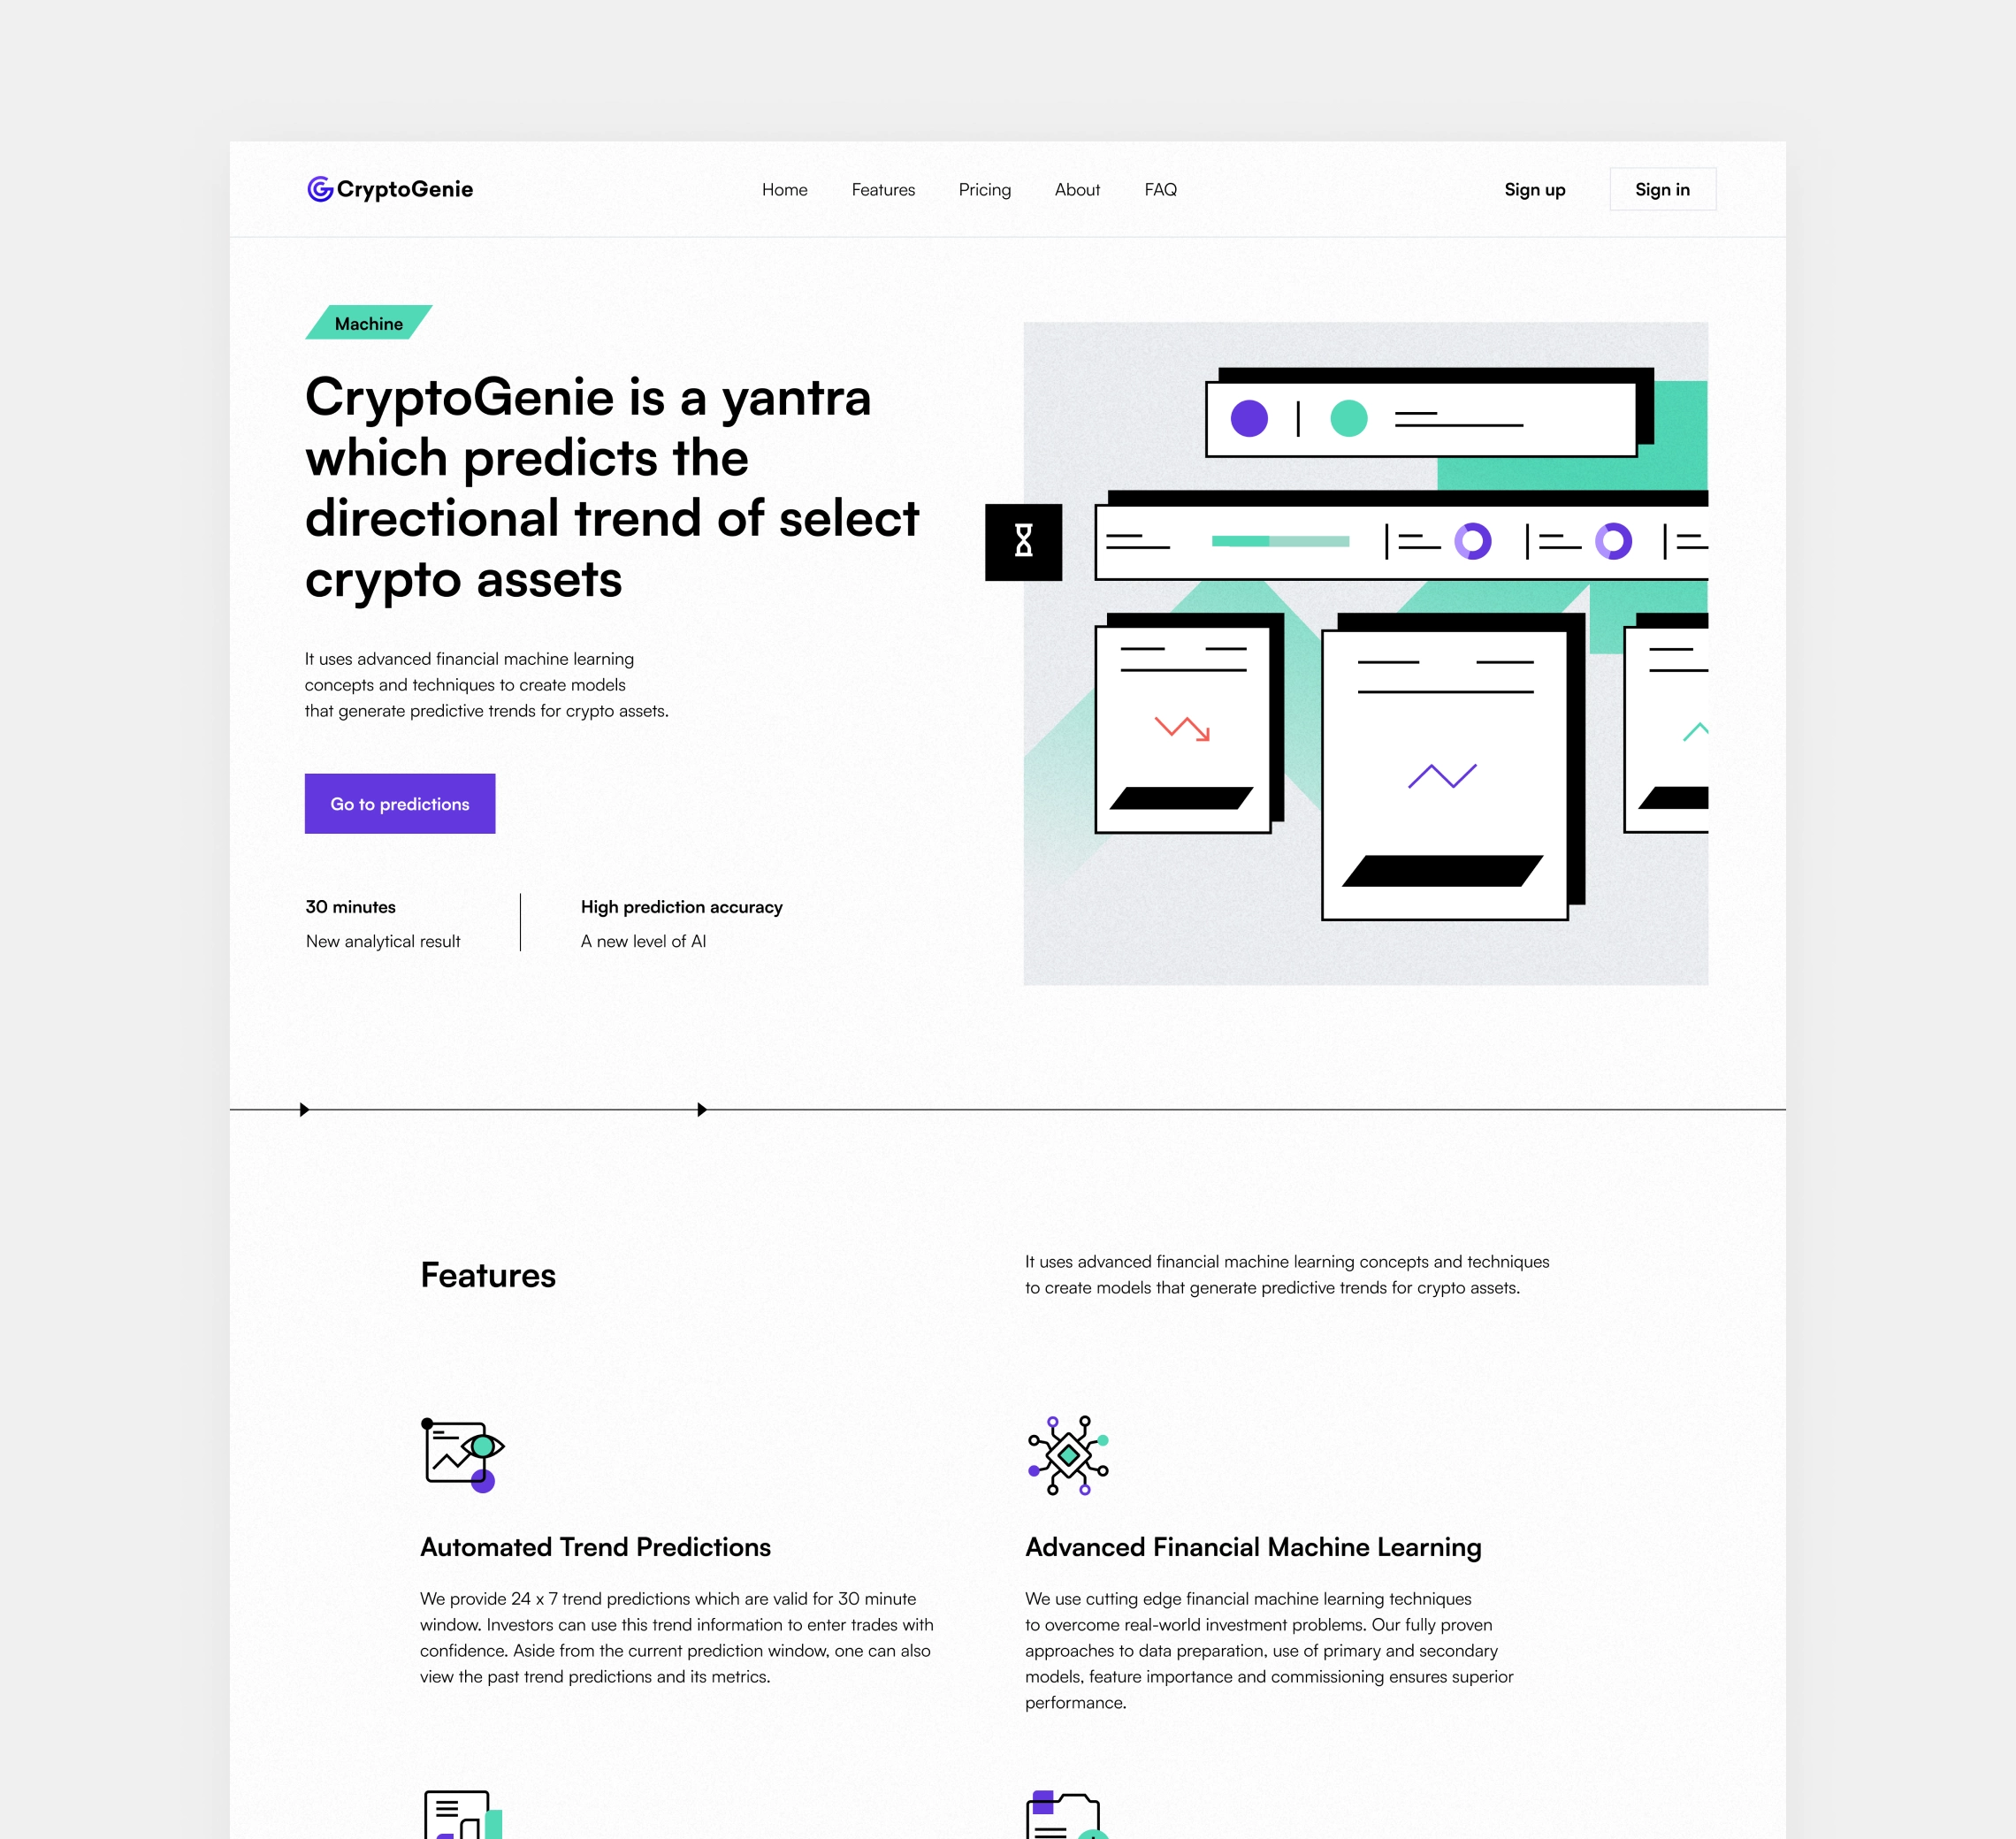 CryptoGenie
Home Features Pricing About FAQ
Sign up Sign in
Machine
CryptoGenie is a yantra
which predicts the
directional trend of select
crypto assets
It uses advanced financial machine learning
concepts and techniques to create models
that generate predictive trends for crypto assets.
Go to predictions
30 minutes
New analytical result
High prediction accuracy
A new level of AI
Features
It uses advanced financial machine learning concepts and techniques
to create models that generate predictive trends for crypto assets.
Automated Trend Predictions
We provide 24 x 7 trend predictions which are valid for 30 minute
window. Investors can use this trend information to enter trades with
confidence. Aside from the current prediction window, one can also
view the past trend predictions and its metrics.
Advanced Financial Machine Learning
We use cutting edge financial machine learning techniques
to overcome real-world investment problems. Our fully proven
approaches to data preparation, use of primary and secondary
models, feature importance and commissioning ensures superior
performance.